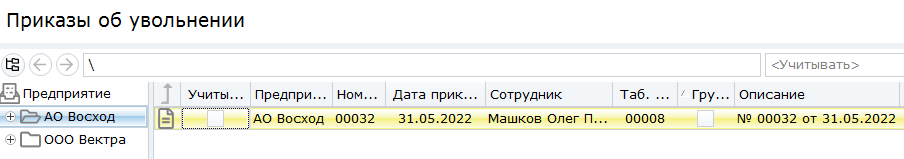 Приказы об увольнении
\ <Учитывать>
Предприятие Учиты... Предпри... Ном... Дата прик... Сотрудник Таб. ... Гру... Описание
АО Восход АО Восход 00032 31.05.2022 Машков Олег П... 00008 № 00032 от 31.05.2022
ООО Вектра